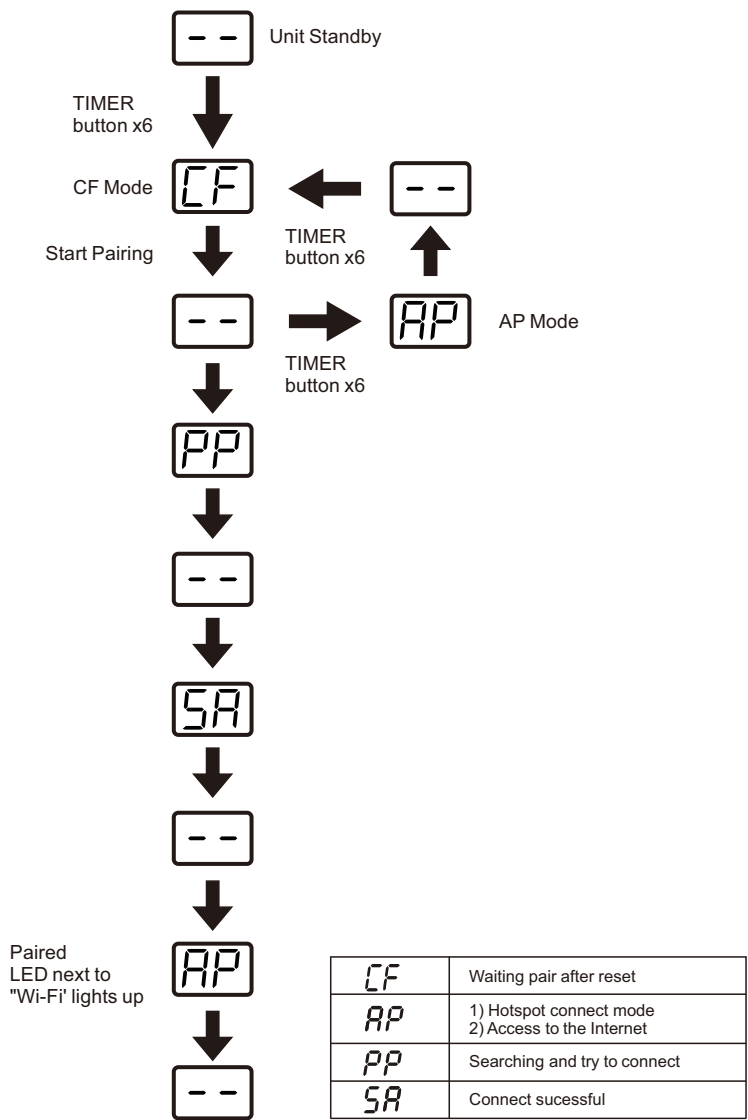 - -
Unit Standby
TIMER
button x6
CF Mode
CF
- -
TIMER
button x6
Start Pairing
- -
AP
AP Mode
TIMER
button x6
PP
- -
SA
- -
Paired
LED next to
"Wi-Fi' lights up
AP
- -
CF Waiting pair after reset
AP 1) Hotspot connect mode
2) Access to the Internet
PP Searching and try to connect
SA Connect sucessful